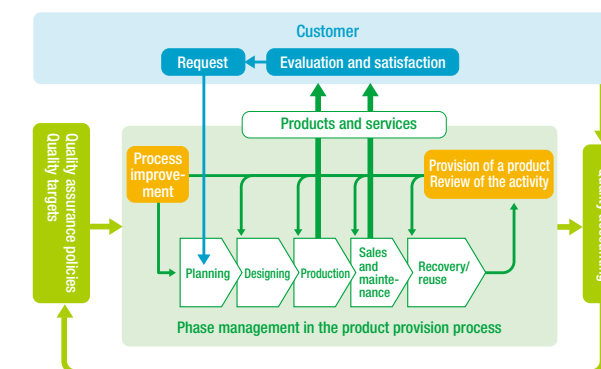 Customer
Request
Evaluation and satisfaction
Products and services
Quality assurance policies
Quality targets
Process
improve-
ment
Provision of a product
Review of the activity
Planning
Designing
Production
Sales
and
mainte-
nance
Recovery/
reuse
Phase management in the product provision process